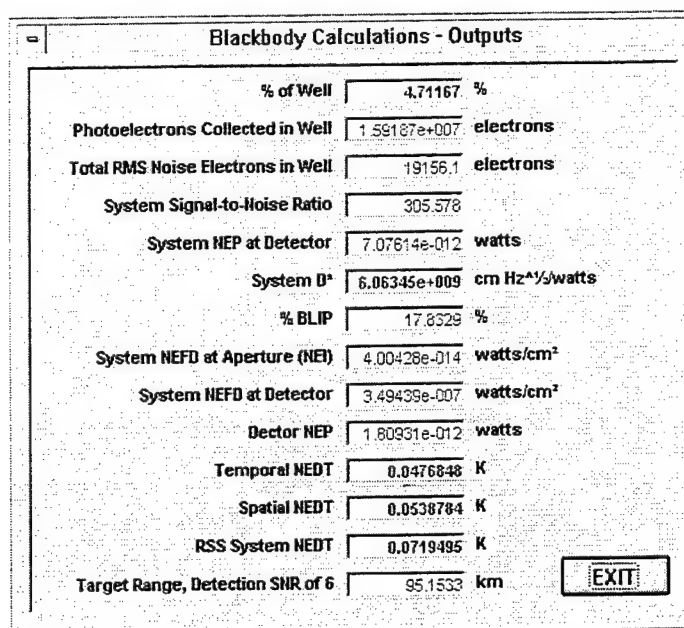 Blackbody Calculations - Outputs
% of Well 4.71167 %
Photoelectrons Collected in Well 1.59187e+007 electrons
Total RMS Noise Electrons in Well 19156.1 electrons
System Signal-to-Noise Ratio 305.578
System NEP at Detector 7.07614e-012 watts
System D* 6.06345e+009 cm Hz^½/watts
% BLIP 17.8329 %
System NEFD at Aperture (NEI) 4.00428e-014 watts/cm²
System NEFD at Detector 3.49439e-007 watts/cm²
Dector NEP 1.80931e-012 watts
Temporal NEDT 0.0476848 K
Spatial NEDT 0.0538784 K
RSS System NEDT 0.0719495 K
Target Range, Detection SNR of 6 95.1533 km
EXIT